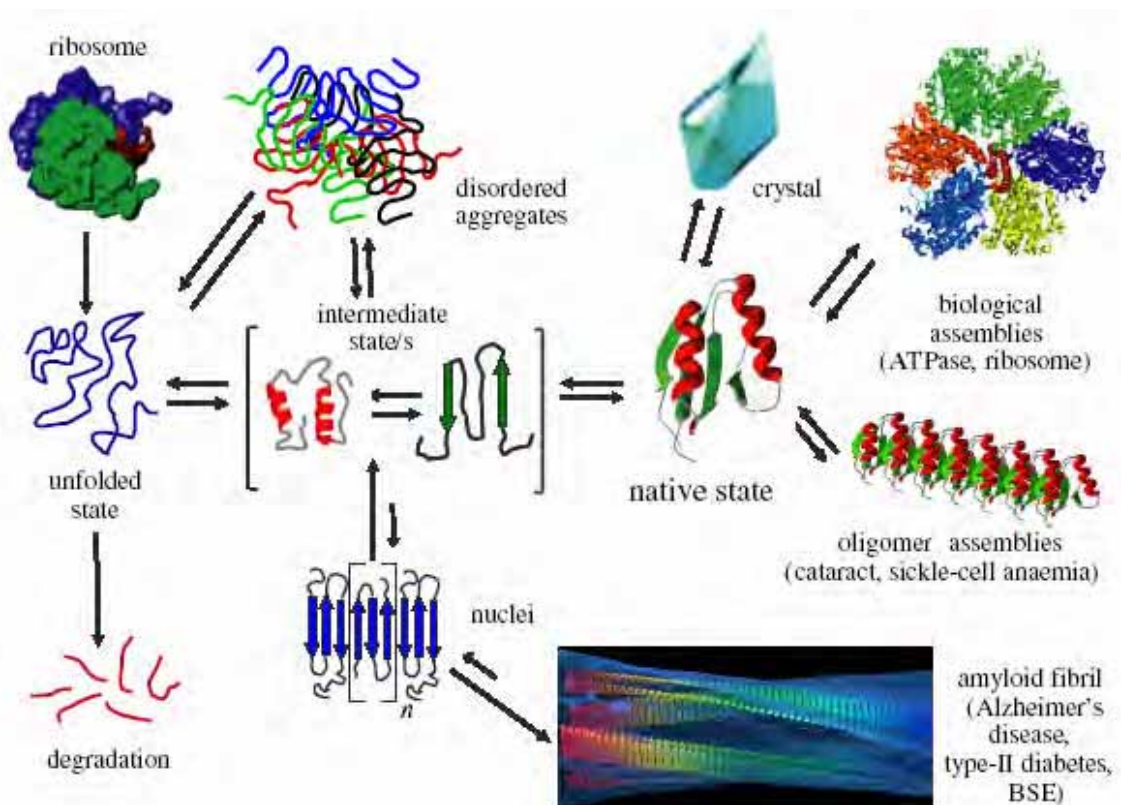 ribosome
disordered
aggregates
crystal
biological
assemblies
(ATPase, ribosome)
intermediate
state/s
unfolded
state
native state
oligomer assemblies
(cataract, sickle-cell anaemia)
nuclei
n
degradation
amyloid fibril
(Alzheimer's
disease,
type-II diabetes,
BSE)